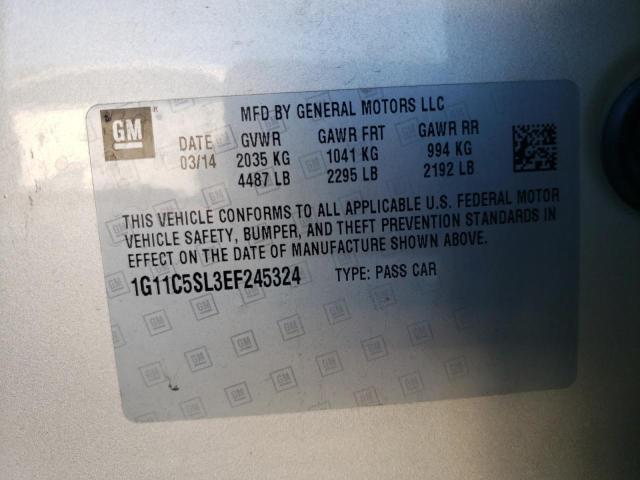 GM ®
MFD BY GENERAL MOTORS LLC
DATE GVWR GAWR FRT GAWR RR
03/14 2035 KG 1041 KG 994 KG
4487 LB 2295 LB 2192 LB
THIS VEHICLE CONFORMS TO ALL APPLICABLE U.S. FEDERAL MOTOR
VEHICLE SAFETY, BUMPER, AND THEFT PREVENTION STANDARDS IN
EFFECT ON THE DATE OF MANUFACTURE SHOWN ABOVE.
1G11C5SL3EF245324 TYPE: PASS CAR